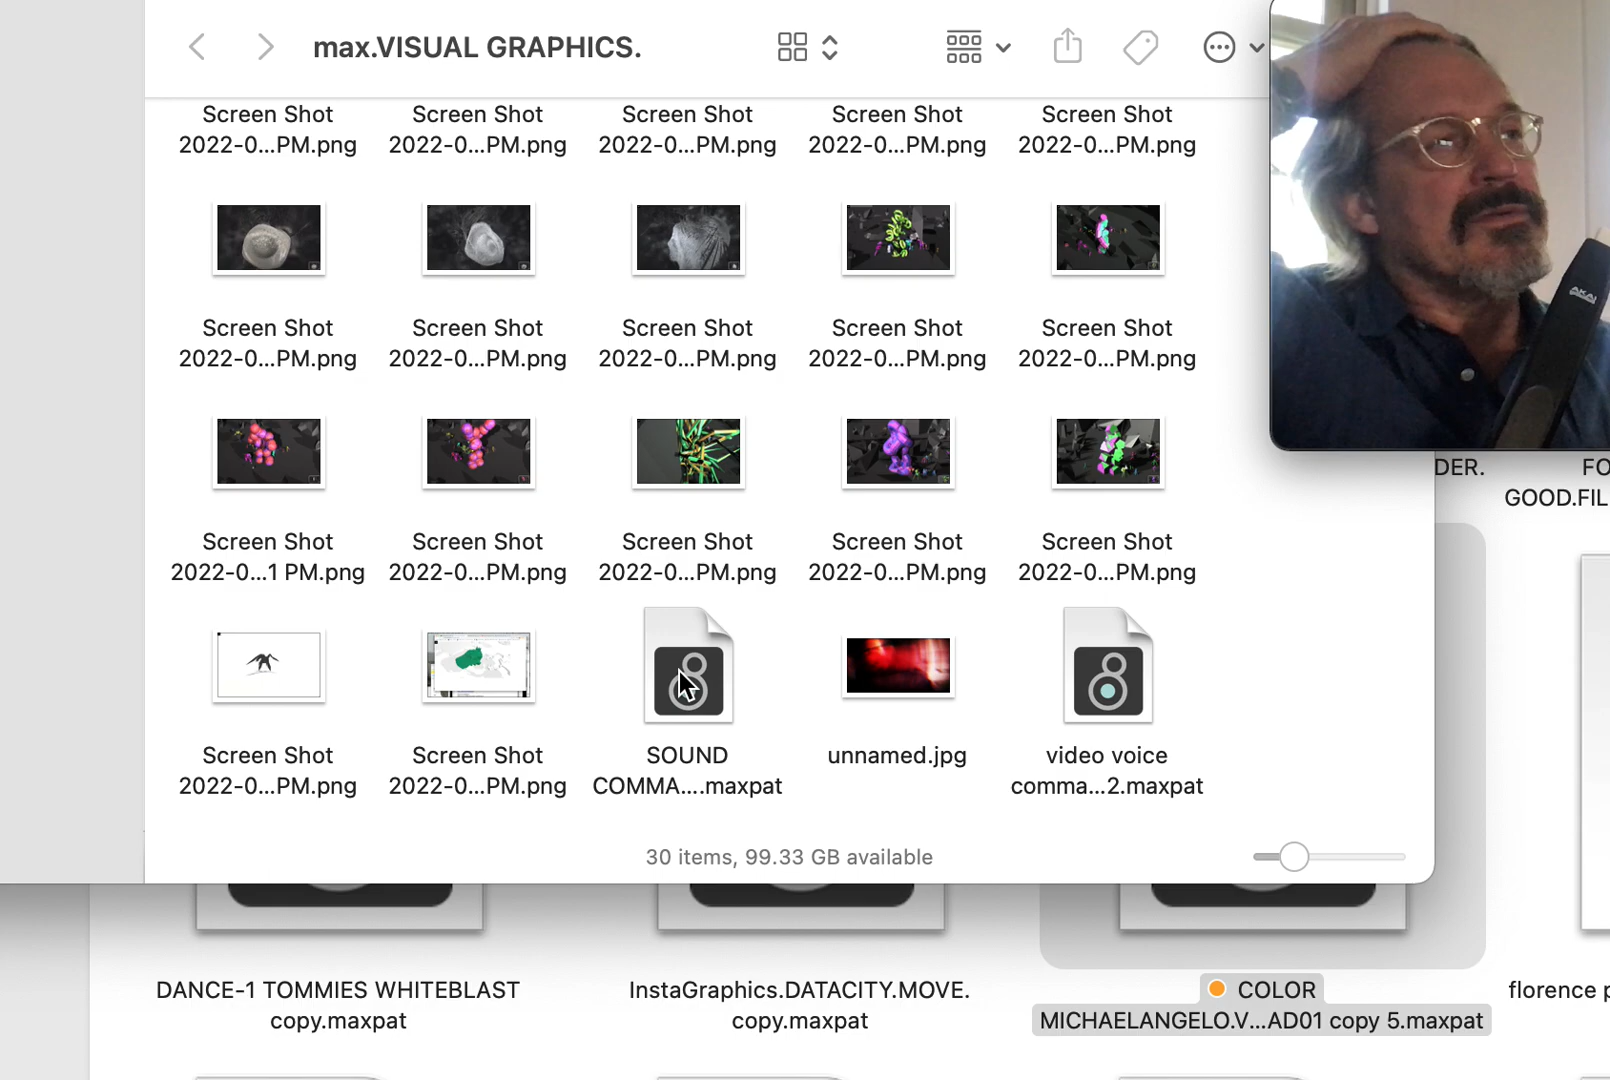 max.VISUAL GRAPHICS.
Screen Shot
2022-0...PM.png
Screen Shot
2022-0...PM.png
Screen Shot
2022-0...PM.png
Screen Shot
2022-0...PM.png
Screen Shot
2022-0...PM.png
AKAI
Screen Shot
2022-0...PM.png
Screen Shot
2022-0...PM.png
Screen Shot
2022-0...PM.png
Screen Shot
2022-0...PM.png
Screen Shot
2022-0...PM.png
DER.
FO
GOOD.FIL
Screen Shot
2022-0...1 PM.png
Screen Shot
2022-0...PM.png
Screen Shot
2022-0...PM.png
Screen Shot
2022-0...PM.png
Screen Shot
2022-0...PM.png
Screen Shot
2022-0...PM.png
Screen Shot
2022-0...PM.png
SOUND
COMMA....maxpat
unnamed.jpg
video voice
comma...2.maxpat
30 items, 99.33 GB available
DANCE-1 TOMMIES WHITEBLAST
copy.maxpat
InstaGraphics.DATACITY.MOVE.
copy.maxpat
COLOR
MICHAELANGELO.V...AD01 copy 5.maxpat
florence p